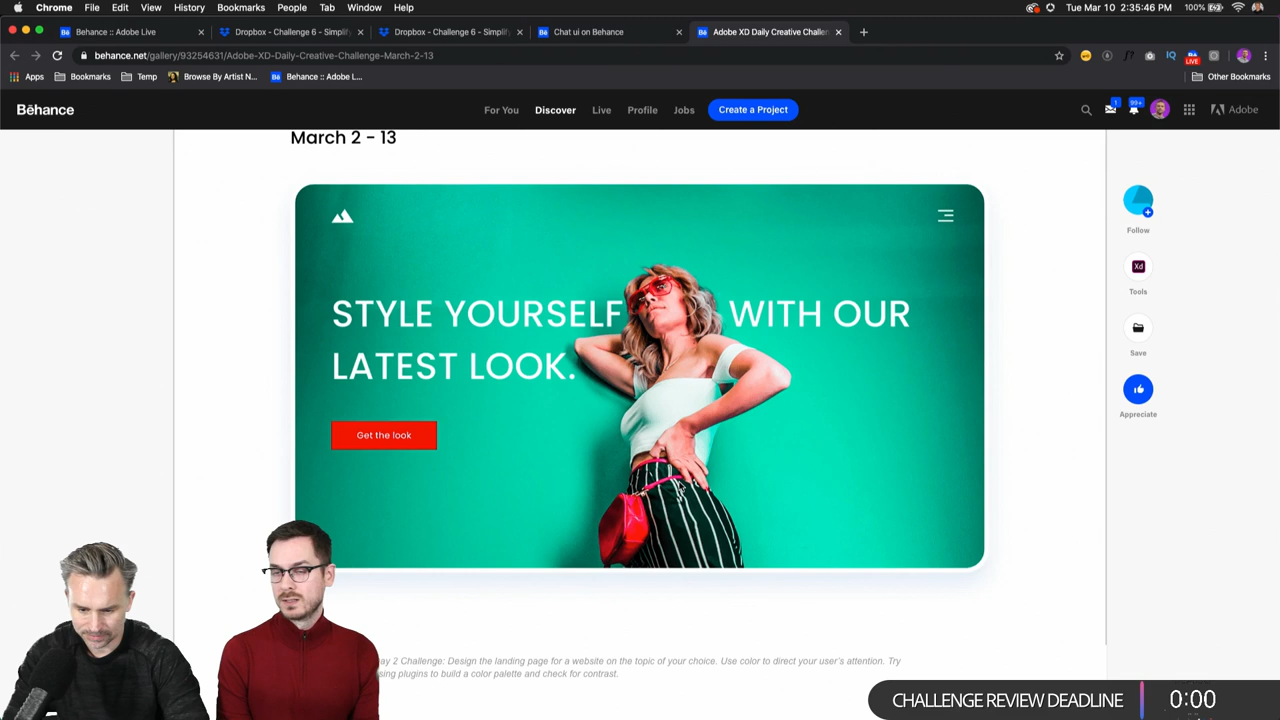 Chrome File Edit View History Bookmarks People Tab Window Help Tue Mar 10 2:35:46 PM 100%
Behance :: Adobe Live Dropbox - Challenge 6 - Simplif Dropbox - Challenge 6 - Simplif Chat ui on Behance Adobe XD Daily Creative Challen
behance.net/gallery/93254631/Adobe-XD-Daily-Creative-Challenge-March-2-13
Apps Bookmarks Temp Browse By Artist N... Behance :: Adobe L... Other Bookmarks
Bēhance For You Discover Live Profile Jobs Create a Project 1 99+ Adobe
March 2 - 13
STYLE YOURSELF WITH OUR
LATEST LOOK.
Get the look
Follow
Xd
Tools
Save
Appreciate
ay 2 Challenge: Design the landing page for a website on the topic of your choice. Use color to direct your user's attention. Try
sing plugins to build a color palette and check for contrast.
CHALLENGE REVIEW DEADLINE 0:00